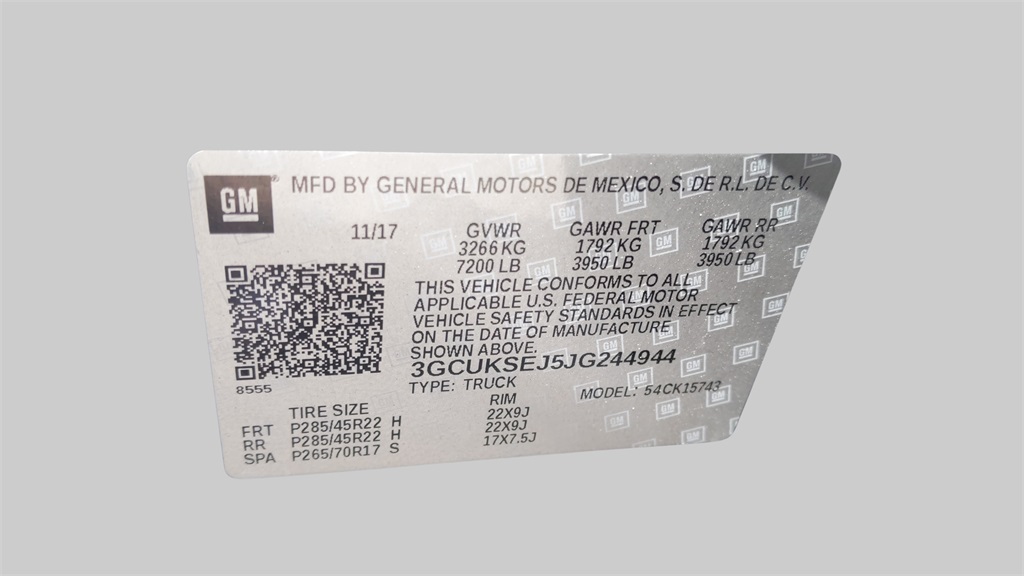 GM® MFD BY GENERAL MOTORS DE MEXICO, S. DE R.L. DE C.V.
11/17 GVWR GAWR FRT GAWR RR
3266 KG 1792 KG 1792 KG
7200 LB 3950 LB 3950 LB
THIS VEHICLE CONFORMS TO ALL
APPLICABLE U.S. FEDERAL MOTOR
VEHICLE SAFETY STANDARDS IN EFFECT
ON THE DATE OF MANUFACTURE
SHOWN ABOVE.
3GCUKSEJ5JG244944
8555 TYPE: TRUCK MODEL: 54CK15743
TIRE SIZE RIM
FRT P285/45R22 H 22X9J
RR P285/45R22 H 22X9J
SPA P265/70R17 S 17X7.5J